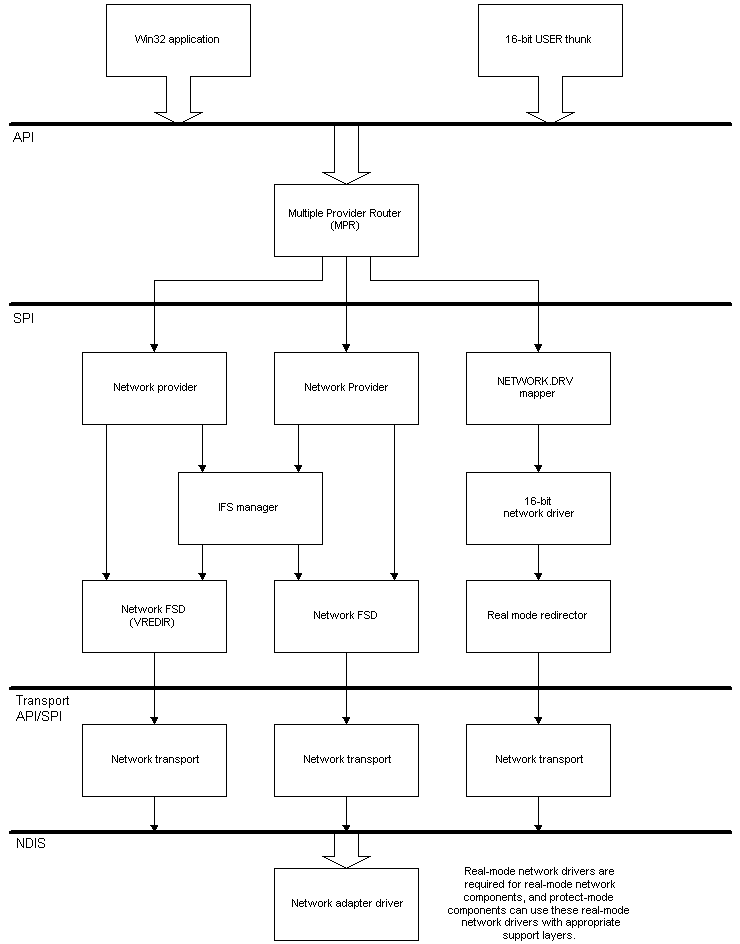 Win32 application
16-bit USER thunk
API
Multiple Provider Router
(MPR)
SPI
Network provider
Network Provider
NETWORK.DRV
mapper
IFS manager
16-bit
network driver
Network FSD
(VREDIR)
Network FSD
Real mode redirector
Transport
API/SPI
Network transport
Network transport
Network transport
NDIS
Network adapter driver
Real-mode network drivers are
required for real-mode network
components, and protect-mode
components can use these real-mode
network drivers with appropriate
support layers.